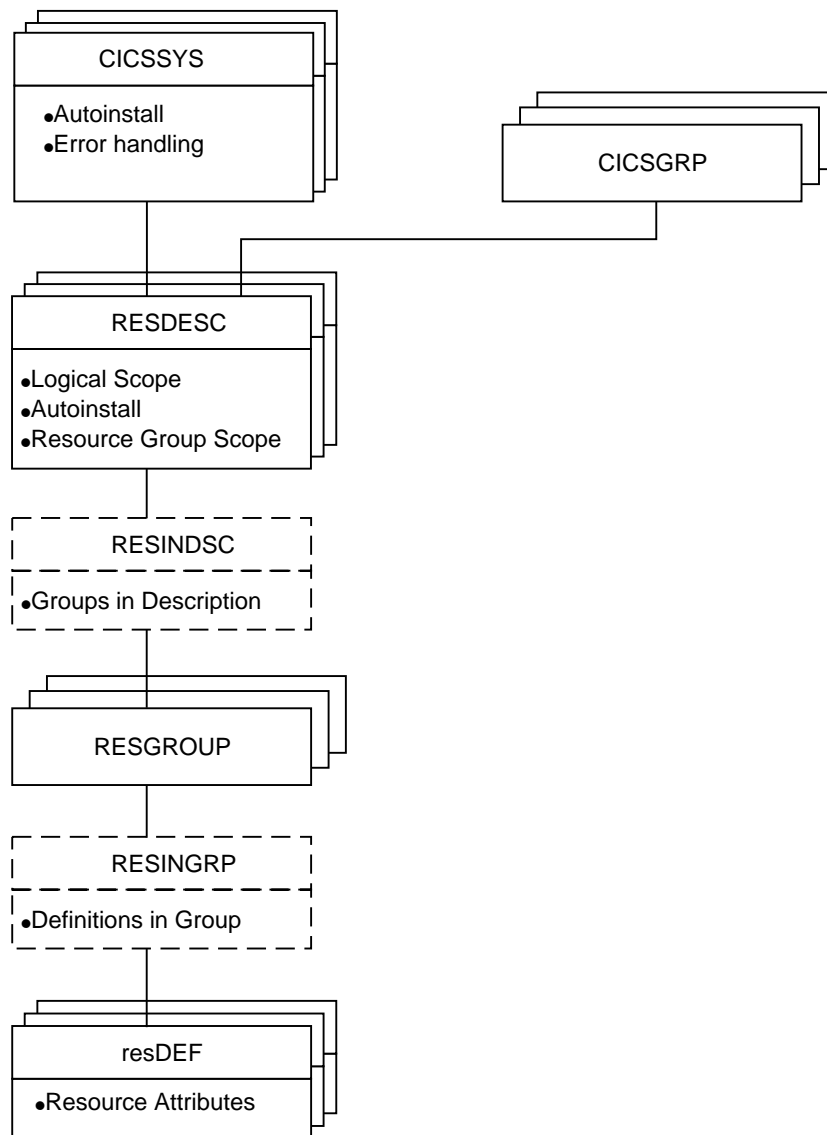 CICSSYS
●Autoinstall
●Error handling
CICSGRP
RESDESC
●Logical Scope
●Autoinstall
●Resource Group Scope
RESINDSC
●Groups in Description
RESGROUP
RESINGRP
●Definitions in Group
resDEF
●Resource Attributes